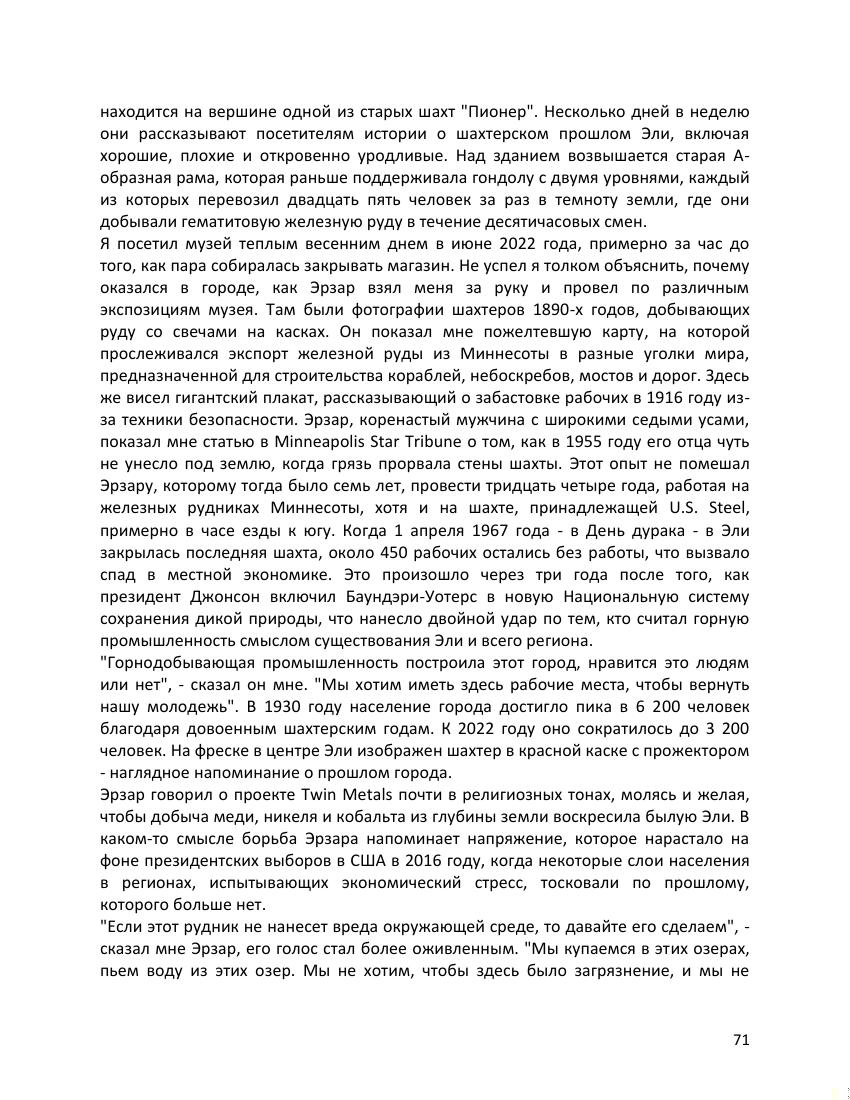 находится на вершине одной из старых шахт "Пионер". Несколько дней в неделю
они рассказывают посетителям истории о шахтерском прошлом Эли, включая
хорошие, плохие и откровенно уродливые. Над зданием возвышается старая А-
образная рама, которая раньше поддерживала гондолу с двумя уровнями, каждый
из которых перевозил двадцать пять человек за раз в темноту земли, где они
добывали гематитовую железную руду в течение десятичасовых смен.
Я посетил музей теплым весенним днем в июне 2022 года, примерно за час до
того, как пара собиралась закрывать магазин. Не успел я толком объяснить, почему
оказался в городе, как Эрзар взял меня за руку и провел по различным
экспозициям музея. Там были фотографии шахтеров 1890-х годов, добывающих
руду со свечами на касках. Он показал мне пожелтевшую карту, на которой
прослеживался экспорт железной руды из Миннесоты в разные уголки мира,
предназначенной для строительства кораблей, небоскребов, мостов и дорог. Здесь
же висел гигантский плакат, рассказывающий о забастовке рабочих в 1916 году из-
за техники безопасности. Эрзар, коренастый мужчина с широкими седыми усами,
показал мне статью в Minneapolis Star Tribune о том, как в 1955 году его отца чуть
не унесло под землю, когда грязь прорвала стены шахты. Этот опыт не помешал
Эрзару, которому тогда было семь лет, провести тридцать четыре года, работая на
железных рудниках Миннесоты, хотя и на шахте, принадлежащей U.S. Steel,
примерно в часе езды к югу. Когда 1 апреля 1967 года - в День дурака - в Эли
закрылась последняя шахта, около 450 рабочих остались без работы, что вызвало
спад в местной экономике. Это произошло через три года после того, как
президент Джонсон включил Баундэри-Уотерс в новую Национальную систему
сохранения дикой природы, что нанесло двойной удар по тем, кто считал горную
промышленность смыслом существования Эли и всего региона.
"Горнодобывающая промышленность построила этот город, нравится это людям
или нет", - сказал он мне. "Мы хотим иметь здесь рабочие места, чтобы вернуть
нашу молодежь". В 1930 году население города достигло пика в 6 200 человек
благодаря довоенным шахтерским годам. К 2022 году оно сократилось до 3 200
человек. На фреске в центре Эли изображен шахтер в красной каске с прожектором
- наглядное напоминание о прошлом города.
Эрзар говорил о проекте Twin Metals почти в религиозных тонах, молясь и желая,
чтобы добыча меди, никеля и кобальта из глубины земли воскресила былую Эли. В
каком-то смысле борьба Эрзара напоминает напряжение, которое нарастало на
фоне президентских выборов в США в 2016 году, когда некоторые слои населения
в регионах, испытывающих экономический стресс, тосковали по прошлому,
которого больше нет.
"Если этот рудник не нанесет вреда окружающей среде, то давайте его сделаем", -
сказал мне Эрзар, его голос стал более оживленным. "Мы купаемся в этих озерах,
пьем воду из этих озер. Мы не хотим, чтобы здесь было загрязнение, и мы не
71